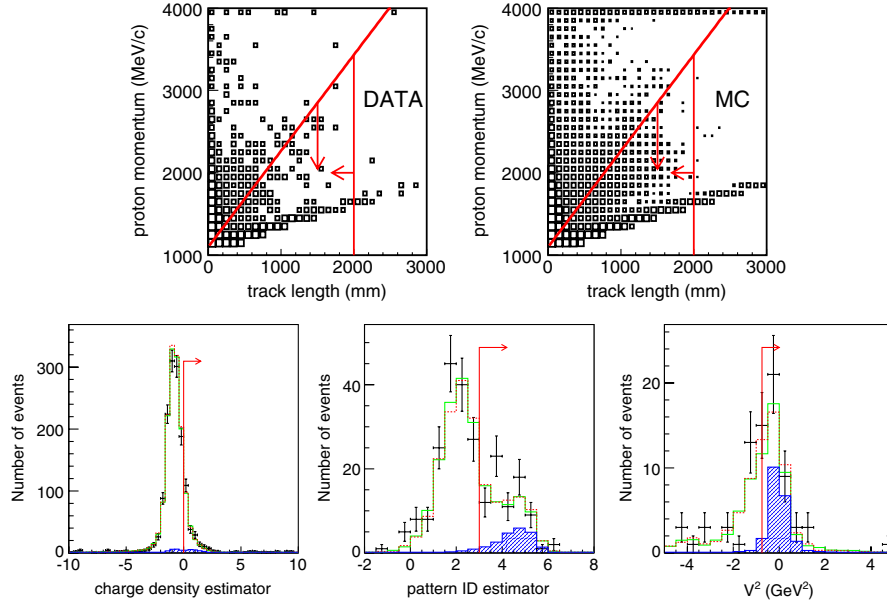 proton momentum (MeV/c)
4000
3000
2000
1000
DATA
0 1000 2000 3000
track length (mm)
proton momentum (MeV/c)
4000
3000
2000
1000
MC
0 1000 2000 3000
track length (mm)
Number of events
300
200
100
0
-10 -5 0 5 10
charge density estimator
Number of events
40
20
0
-2 0 2 4 6 8
pattern ID estimator
Number of events
20
10
0
-4 -2 0 2 4
V² (GeV²)